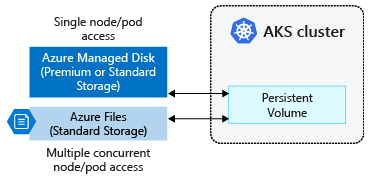 Single node/pod
access
Azure Managed Disk
(Premium or Standard
Storage)
Azure Files
(Standard Storage)
Multiple concurrent
node/pod access
AKS cluster
Persistent
Volume